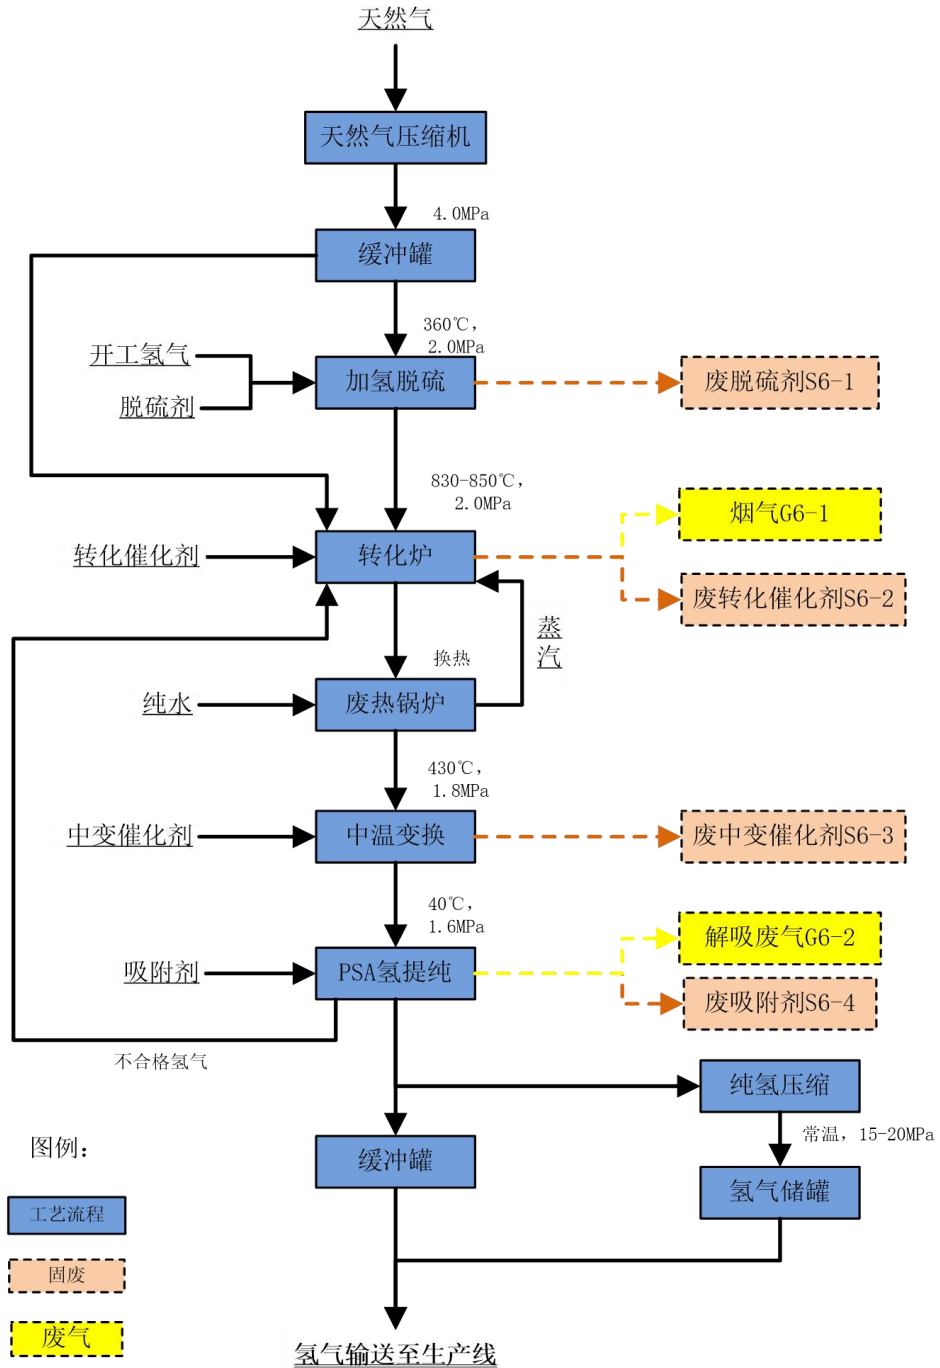 天然气
天然气压缩机
4.0MPa
缓冲罐
360℃，
2.0MPa
开工氢气
脱硫剂
加氢脱硫
废脱硫剂S6-1
830-850℃，
2.0MPa
烟气G6-1
转化催化剂
转化炉
废转化催化剂S6-2
蒸
汽
换热
纯水
废热锅炉
430℃，
1.8MPa
中变催化剂
中温变换
废中变催化剂S6-3
40℃，
1.6MPa
解吸废气G6-2
吸附剂
PSA氢提纯
废吸附剂S6-4
不合格氢气
纯氢压缩
常温，15-20MPa
图例：
缓冲罐
氢气储罐
工艺流程
固废
废气
氢气输送至生产线